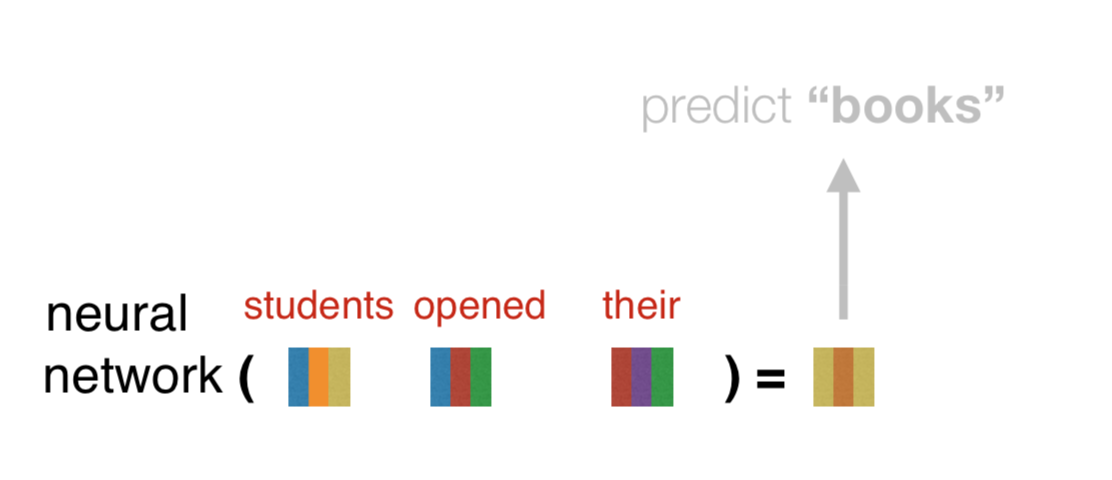 predict “books”
neural students opened their
network ( ) =